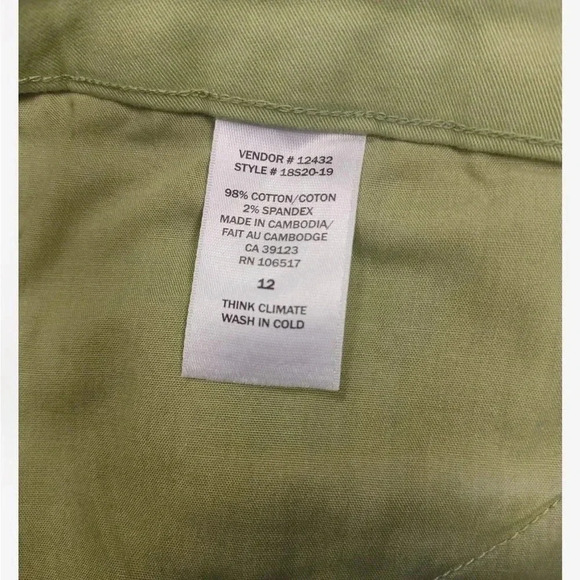 VENDOR # 12432
STYLE # 18S20-19
98% COTTON/COTON
2% SPANDEX
MADE IN CAMBODIA/
FAIT AU CAMBODGE
CA 39123
RN 106517
12
THINK CLIMATE
WASH IN COLD